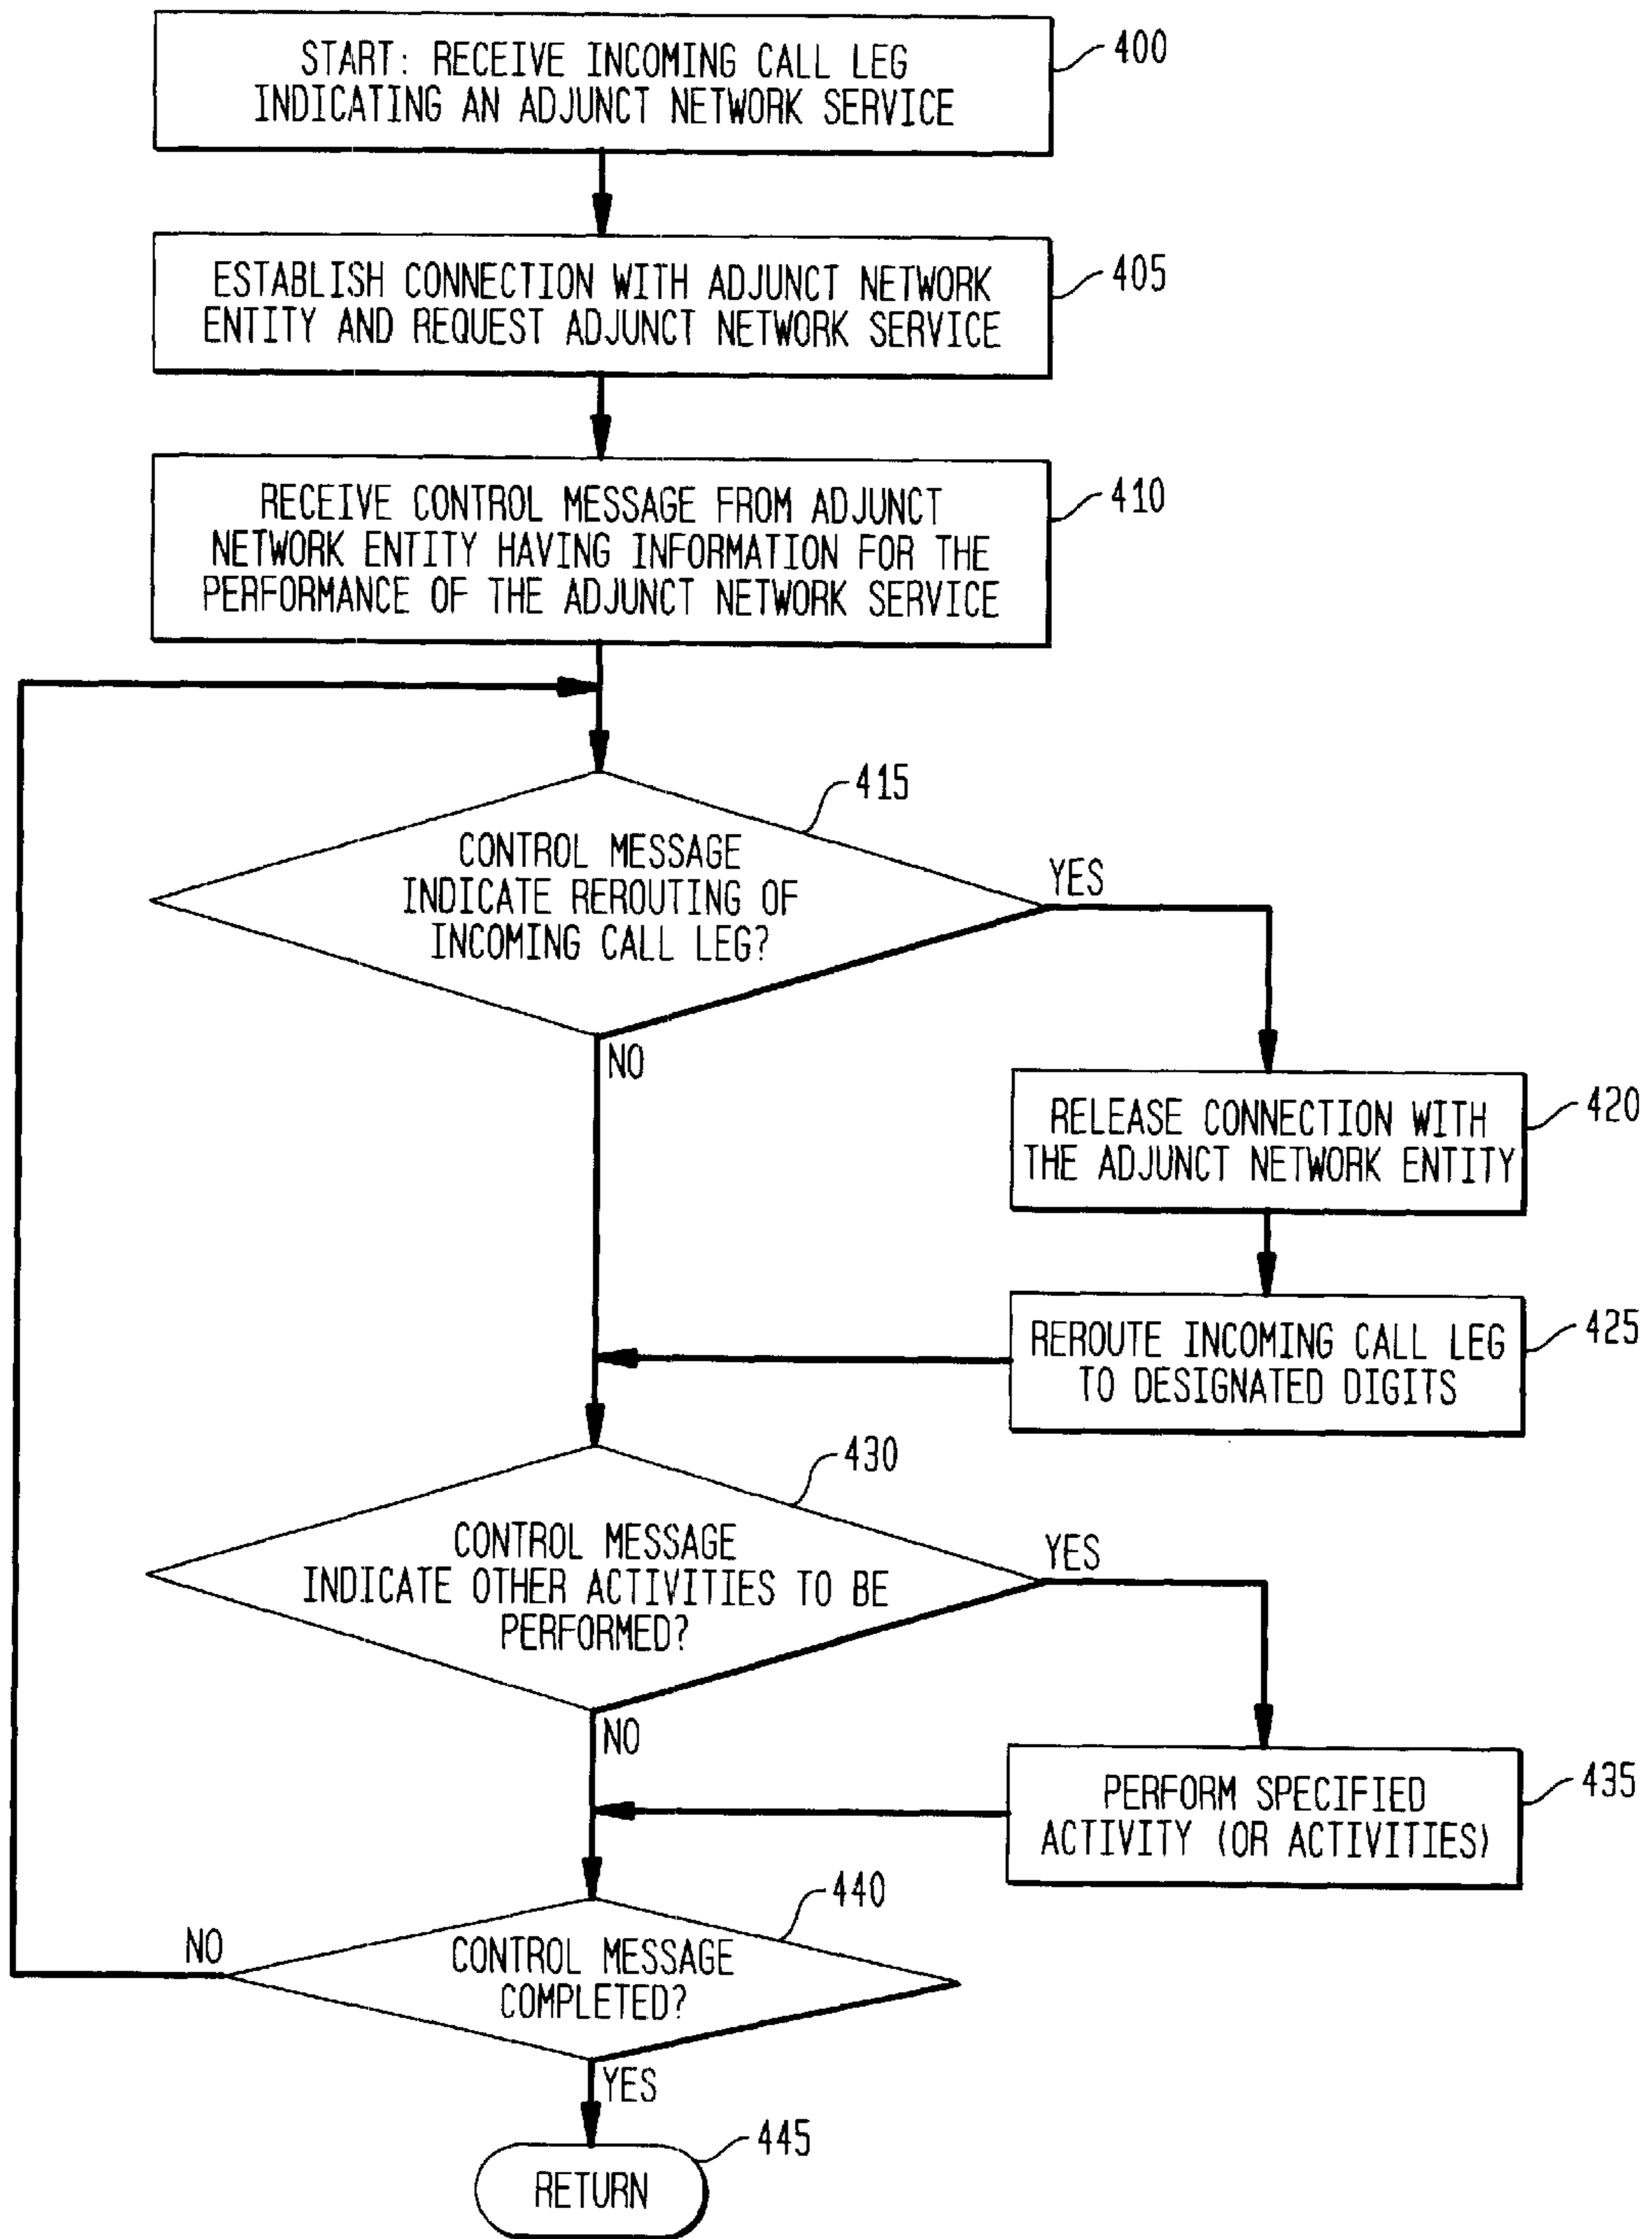 START: RECEIVE INCOMING CALL LEG
INDICATING AN ADJUNCT NETWORK SERVICE
400
ESTABLISH CONNECTION WITH ADJUNCT NETWORK
ENTITY AND REQUEST ADJUNCT NETWORK SERVICE
405
RECEIVE CONTROL MESSAGE FROM ADJUNCT
NETWORK ENTITY HAVING INFORMATION FOR THE
PERFORMANCE OF THE ADJUNCT NETWORK SERVICE
410
415
CONTROL MESSAGE
INDICATE REROUTING OF
INCOMING CALL LEG?
YES
NO
RELEASE CONNECTION WITH
THE ADJUNCT NETWORK ENTITY
420
REROUTE INCOMING CALL LEG
TO DESIGNATED DIGITS
425
430
CONTROL MESSAGE
INDICATE OTHER ACTIVITIES TO BE
PERFORMED?
YES
NO
PERFORM SPECIFIED
ACTIVITY (OR ACTIVITIES)
435
440
CONTROL MESSAGE
COMPLETED?
NO
YES
445
RETURN